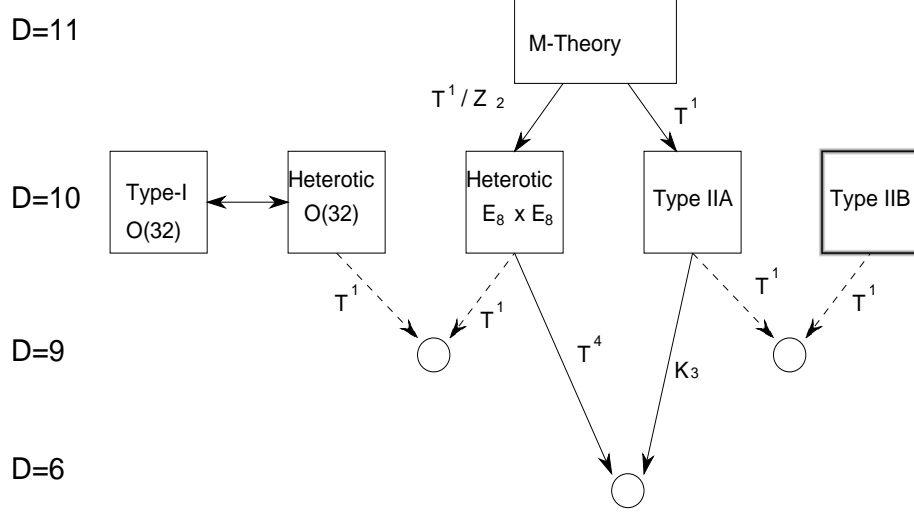 D=11
M-Theory
T¹/Z₂
T¹
D=10
Type-I
O(32)
Heterotic
O(32)
Heterotic
E₈ x E₈
Type IIA
Type IIB
T¹
T¹
T¹
T¹
D=9
T⁴
K₃
D=6